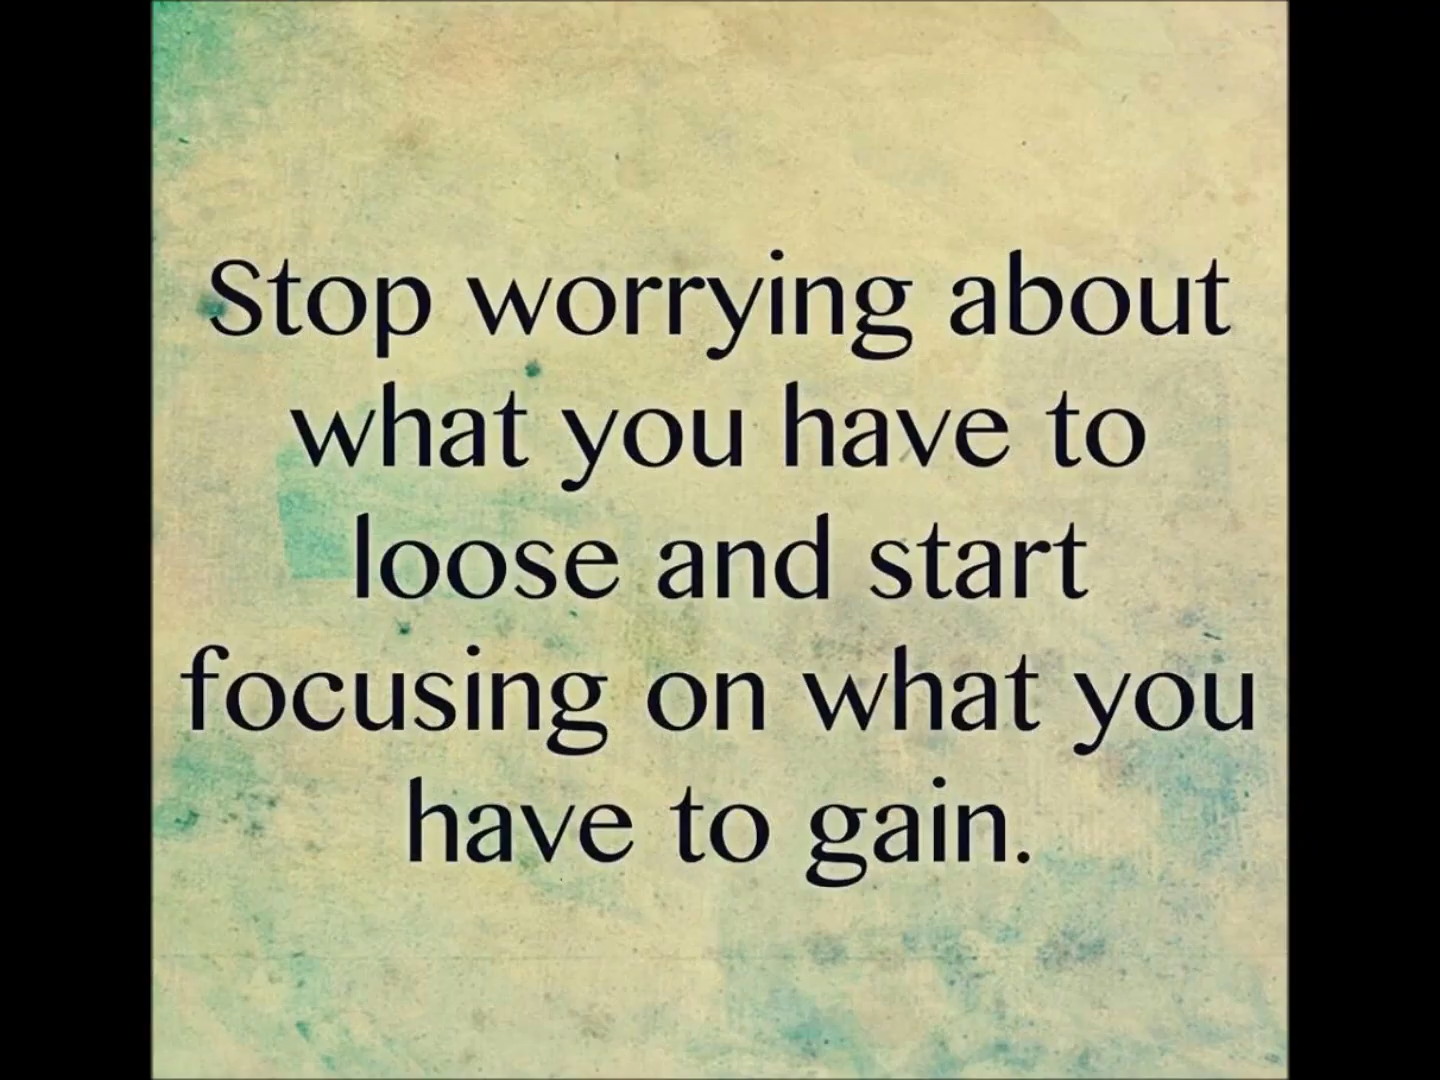 Stop worrying about
what you have to
loose and start
focusing on what you
have to gain.